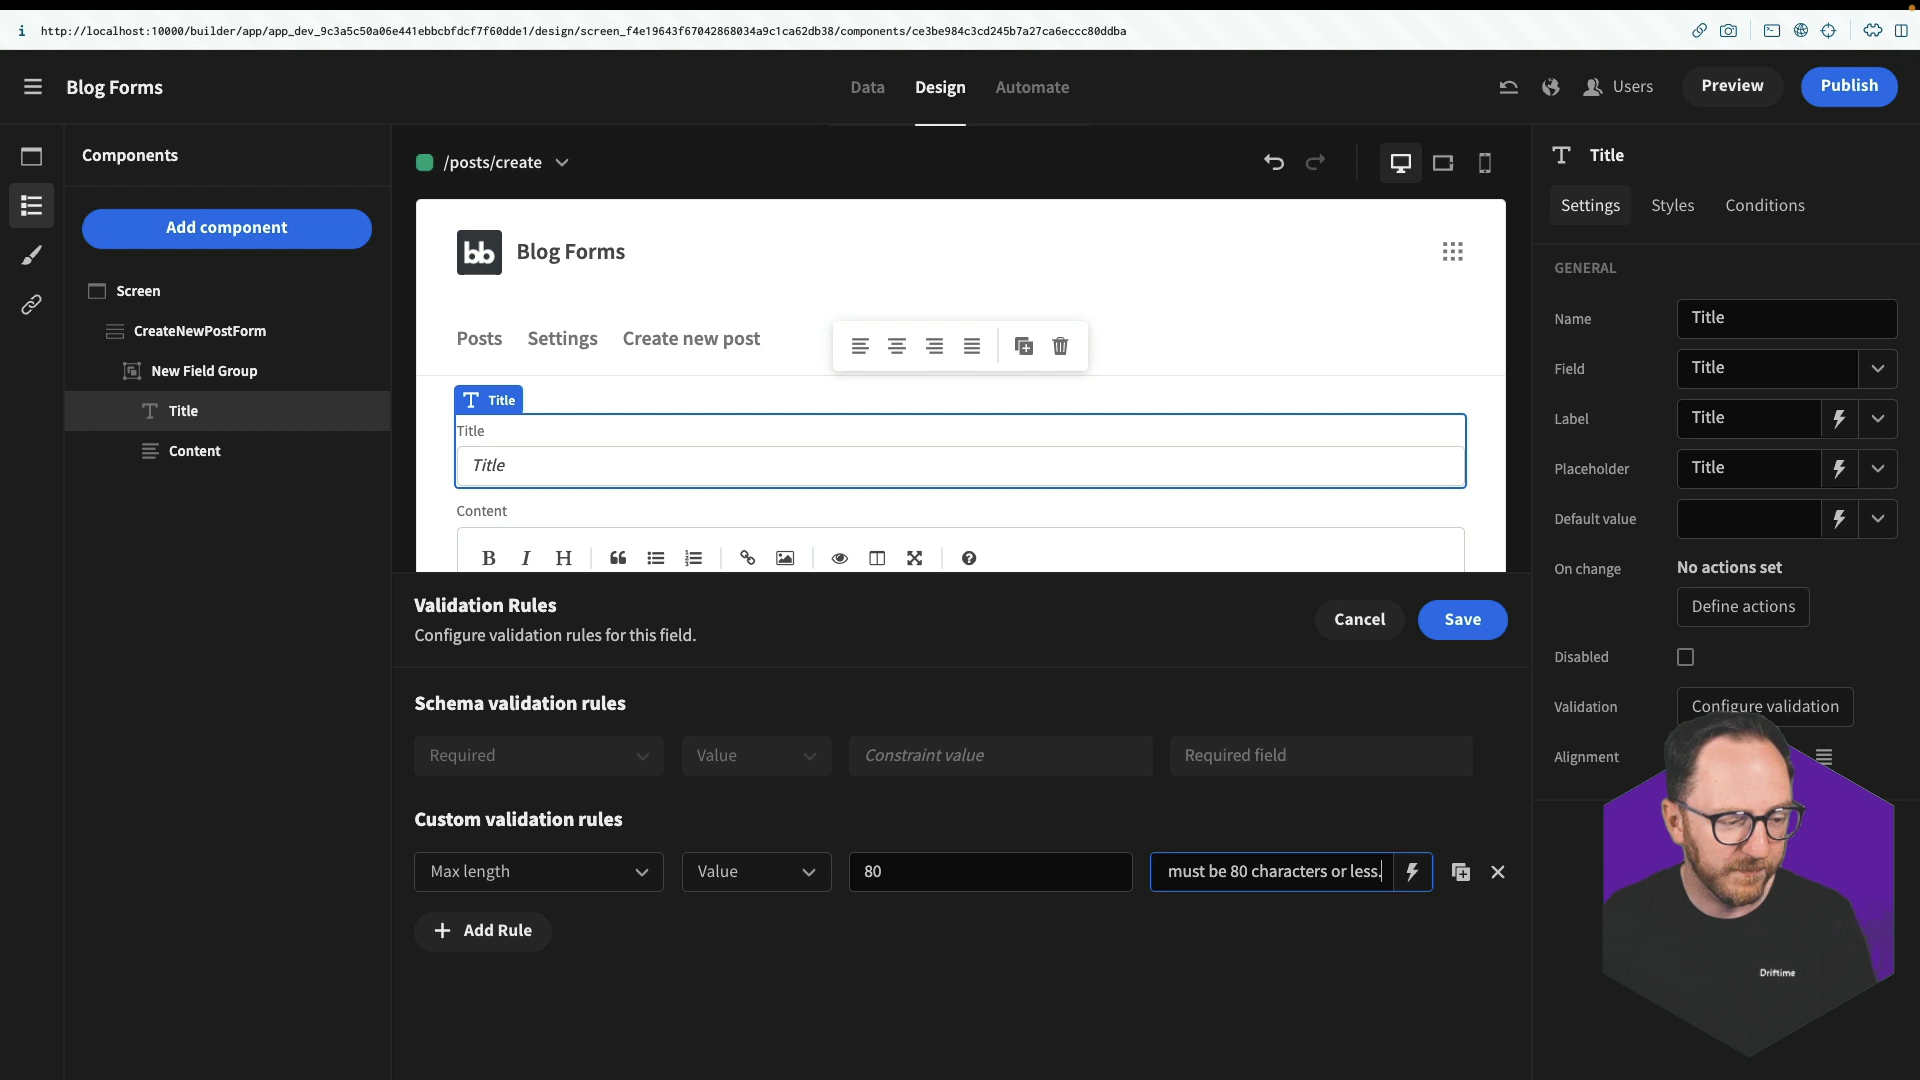 http://localhost:10000/builder/app/app_dev_9c3a5c50a06e441ebbcbfdcf7f60dde1/design/screen_f4e19643f67042868034a9c1ca62db38/components/ce3be984c3cd245b7a27ca6eccc80ddba
Blog Forms
Data
Design
Automate
Users
Preview
Publish
Components
Add component
Screen
CreateNewPostForm
New Field Group
Title
Content
/posts/create
bb
Blog Forms
Posts
Settings
Create new post
Title
Title
Title
Content
B
I
H
Validation Rules
Configure validation rules for this field.
Cancel
Save
Schema validation rules
Required
Value
Constraint value
Required field
Custom validation rules
Max length
Value
80
must be 80 characters or less.
Add Rule
Title
Settings
Styles
Conditions
GENERAL
Name
Title
Field
Title
Label
Title
Placeholder
Title
Default value
On change
No actions set
Define actions
Disabled
Validation
Configure validation
Alignment
Driftime